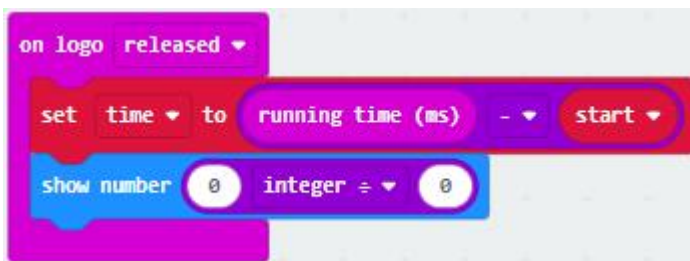 on logo released
set time to running time (ms) - start
show number 0 integer ÷ 0